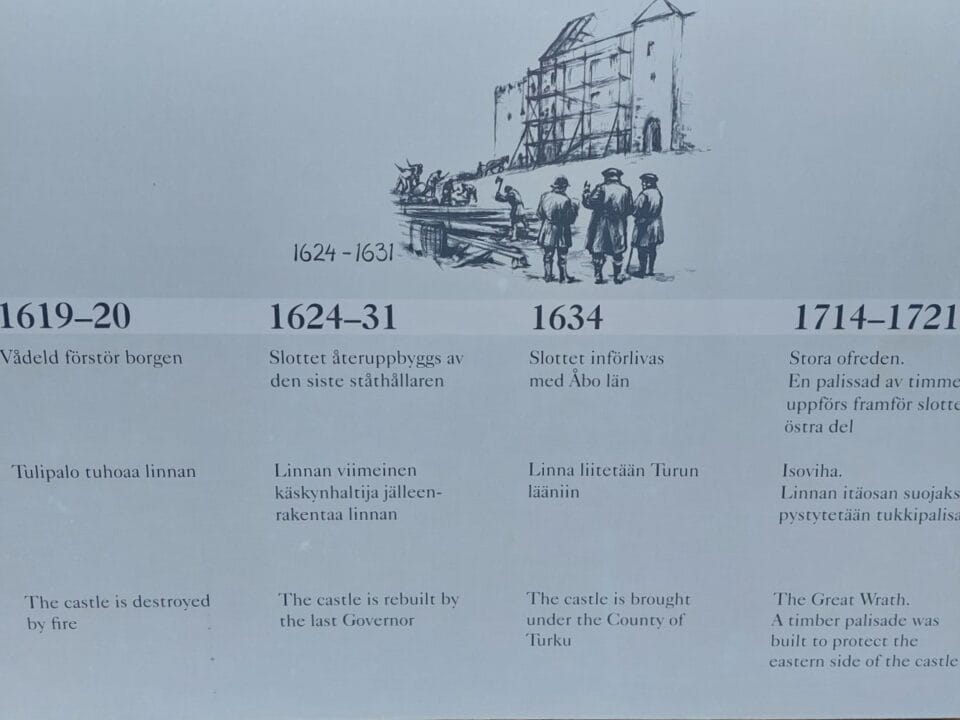 1624-1631
1619–20
Vådeld förstör borgen
Tulipalo tuhoaa linnan
The castle is destroyed
by fire
1624–31
Slottet återuppbyggs av
den siste ståthållaren
Linnan viimeinen
käskynhaltija jälleen-
rakentaa linnan
The castle is rebuilt by
the last Governor
1634
Slottet införlivas
med Åbo län
Linna liitetään Turun
lääniin
The castle is brought
under the County of
Turku
1714–1721
Stora ofreden.
En palissad av timme
uppförs framför slotte
östra del
Isoviha.
Linnan itäosan suojaks
pystytetään tukkipalisa
The Great Wrath.
A timber palisade was
built to protect the
eastern side of the castle